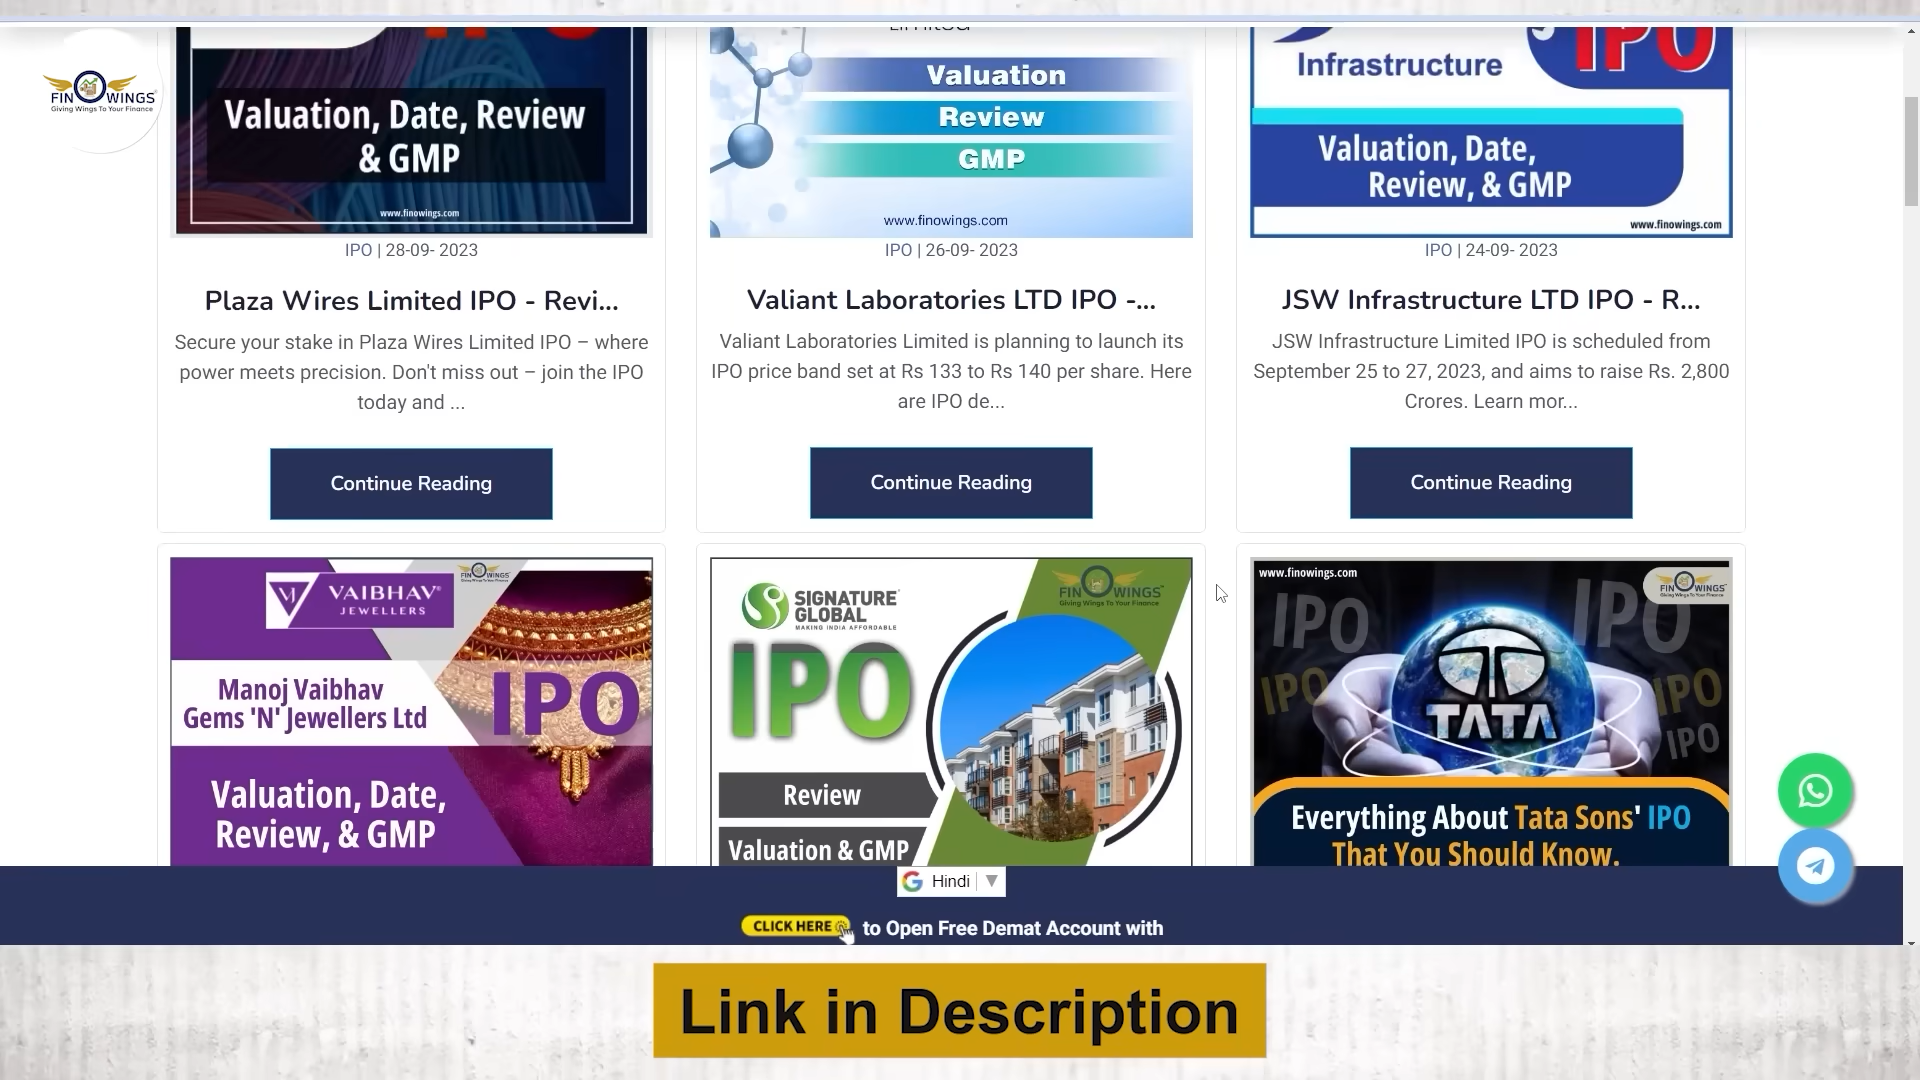 FINOWINGS
Giving Wings To Your Finance
Valuation, Date, Review
& GMP
www.finowings.com
IPO | 28-09- 2023
Plaza Wires Limited IPO - Revi...
Secure your stake in Plaza Wires Limited IPO – where
power meets precision. Don't miss out – join the IPO
today and ...
Continue Reading
Valuation
Review
GMP
www.finowings.com
IPO | 26-09- 2023
Valiant Laboratories LTD IPO -...
Valiant Laboratories Limited is planning to launch its
IPO price band set at Rs 133 to Rs 140 per share. Here
are IPO de...
Continue Reading
Infrastructure
IPO
Valuation, Date,
Review, & GMP
www.finowings.com
IPO | 24-09- 2023
JSW Infrastructure LTD IPO - R...
JSW Infrastructure Limited IPO is scheduled from
September 25 to 27, 2023, and aims to raise Rs. 2,800
Crores. Learn mor...
Continue Reading
VAIBHAV
JEWELLERS
FINOWINGS
Manoj Vaibhav
Gems 'N' Jewellers Ltd
IPO
Valuation, Date,
Review, & GMP
SIGNATURE
GLOBAL
MAKING INDIA AFFORDABLE
FINOWINGS
Giving Wings To Your Finance
IPO
Review
Valuation & GMP
www.finowings.com
FINOWINGS
Giving Wings To Your Finance
IPO
IPO
IPO
IPO
IPO
TATA
Everything About Tata Sons' IPO
That You Should Know.
Hindi ▼
CLICK HERE to Open Free Demat Account with
Link in Description